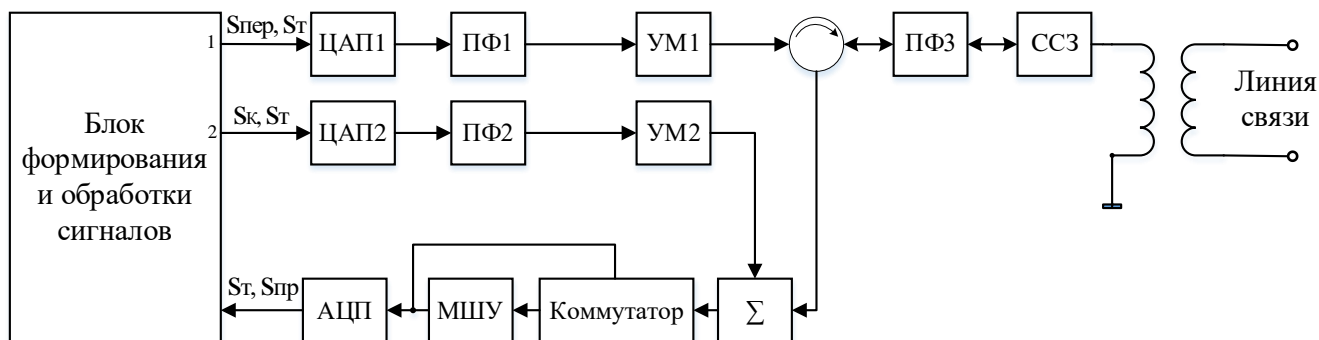 Sпер, Sт
1
ЦАП1
ПФ1
УМ1
ПФ3
ССЗ
Линия
связи
Sк, Sт
2
ЦАП2
ПФ2
УМ2
Блок
формирования
и обработки
сигналов
Sт, Sпр
АЦП
МШУ
Коммутатор
∑